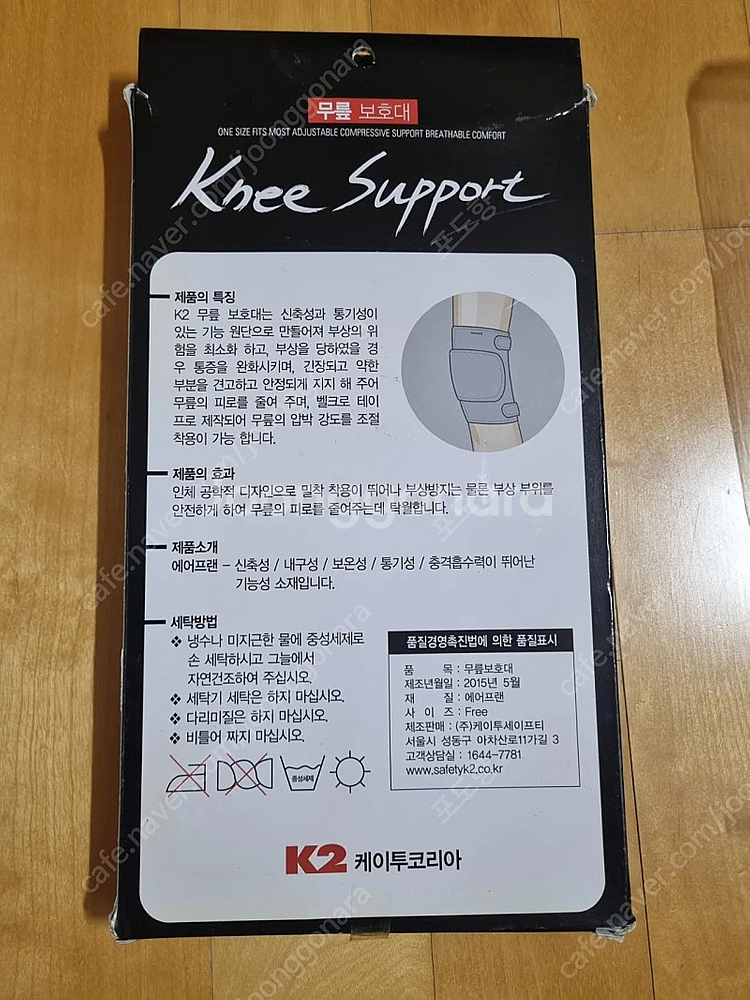 무릎 보호대
ONE SIZE FITS MOST ADJUSTABLE COMPRESSIVE SUPPORT BREATHABLE COMFORT
Knee Support
제품의 특징
K2 무릎 보호대는 신축성과 통기성이
있는 기능 원단으로 만들어져 부상의 위
험을 최소화 하고, 부상을 당하였을 경
우 통증을 완화시키며, 긴장되고 약한
부분을 견고하고 안정되게 지지 해 주어
무릎의 피로를 줄여 주며, 벨크로 테이
프로 제작되어 무릎의 압박 강도를 조절
착용이 가능 합니다.
제품의 효과
인체 공학적 디자인으로 밀착 착용이 뛰어나 부상방지는 물론 부상 부위를
안전하게 하여 무릎의 피로를 줄여주는데 탁월합니다.
제품소개
에어프랜 - 신축성 / 내구성 / 보온성 / 통기성 / 충격흡수력이 뛰어난
기능성 소재입니다.
세탁방법
❖ 냉수나 미지근한 물에 중성세제로
손 세탁하시고 그늘에서
자연건조하여 주십시오.
❖ 세탁기 세탁은 하지 마십시오.
❖ 다리미질은 하지 마십시오.
❖ 비틀어 짜지 마십시오.
중성세제
품질경영촉진법에 의한 품질표시
품 목 : 무릎보호대
제조년월일 : 2015년 5월
재 질 : 에어프랜
사 이 즈 : Free
제조판매 : (주)케이투세이프티
서울시 성동구 아차산로11가길 3
고객상담실 : 1644-7781
www.safetyk2.co.kr
K2 케이투코리아
joonggonara
cafe.naver.com/joonggonara